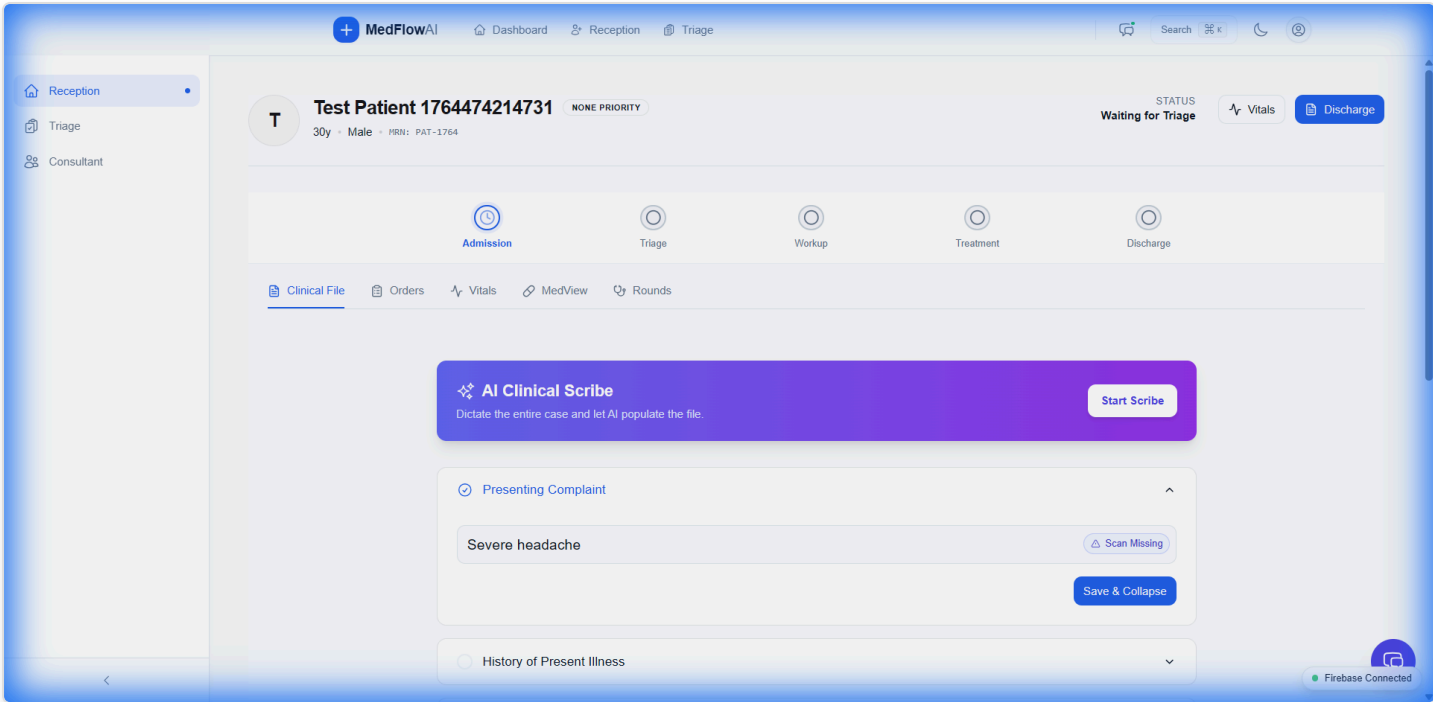 MedFlowAI
Dashboard
Reception
Triage
Search ⌘ K
Reception
Triage
Consultant
T
Test Patient 1764474214731
NONE PRIORITY
30y • Male • MRN: PAT-1764
STATUS
Waiting for Triage
Vitals
Discharge
Admission
Triage
Workup
Treatment
Discharge
Clinical File
Orders
Vitals
MedView
Rounds
AI Clinical Scribe
Dictate the entire case and let AI populate the file.
Start Scribe
Presenting Complaint
Severe headache
Scan Missing
Save & Collapse
History of Present Illness
Firebase Connected